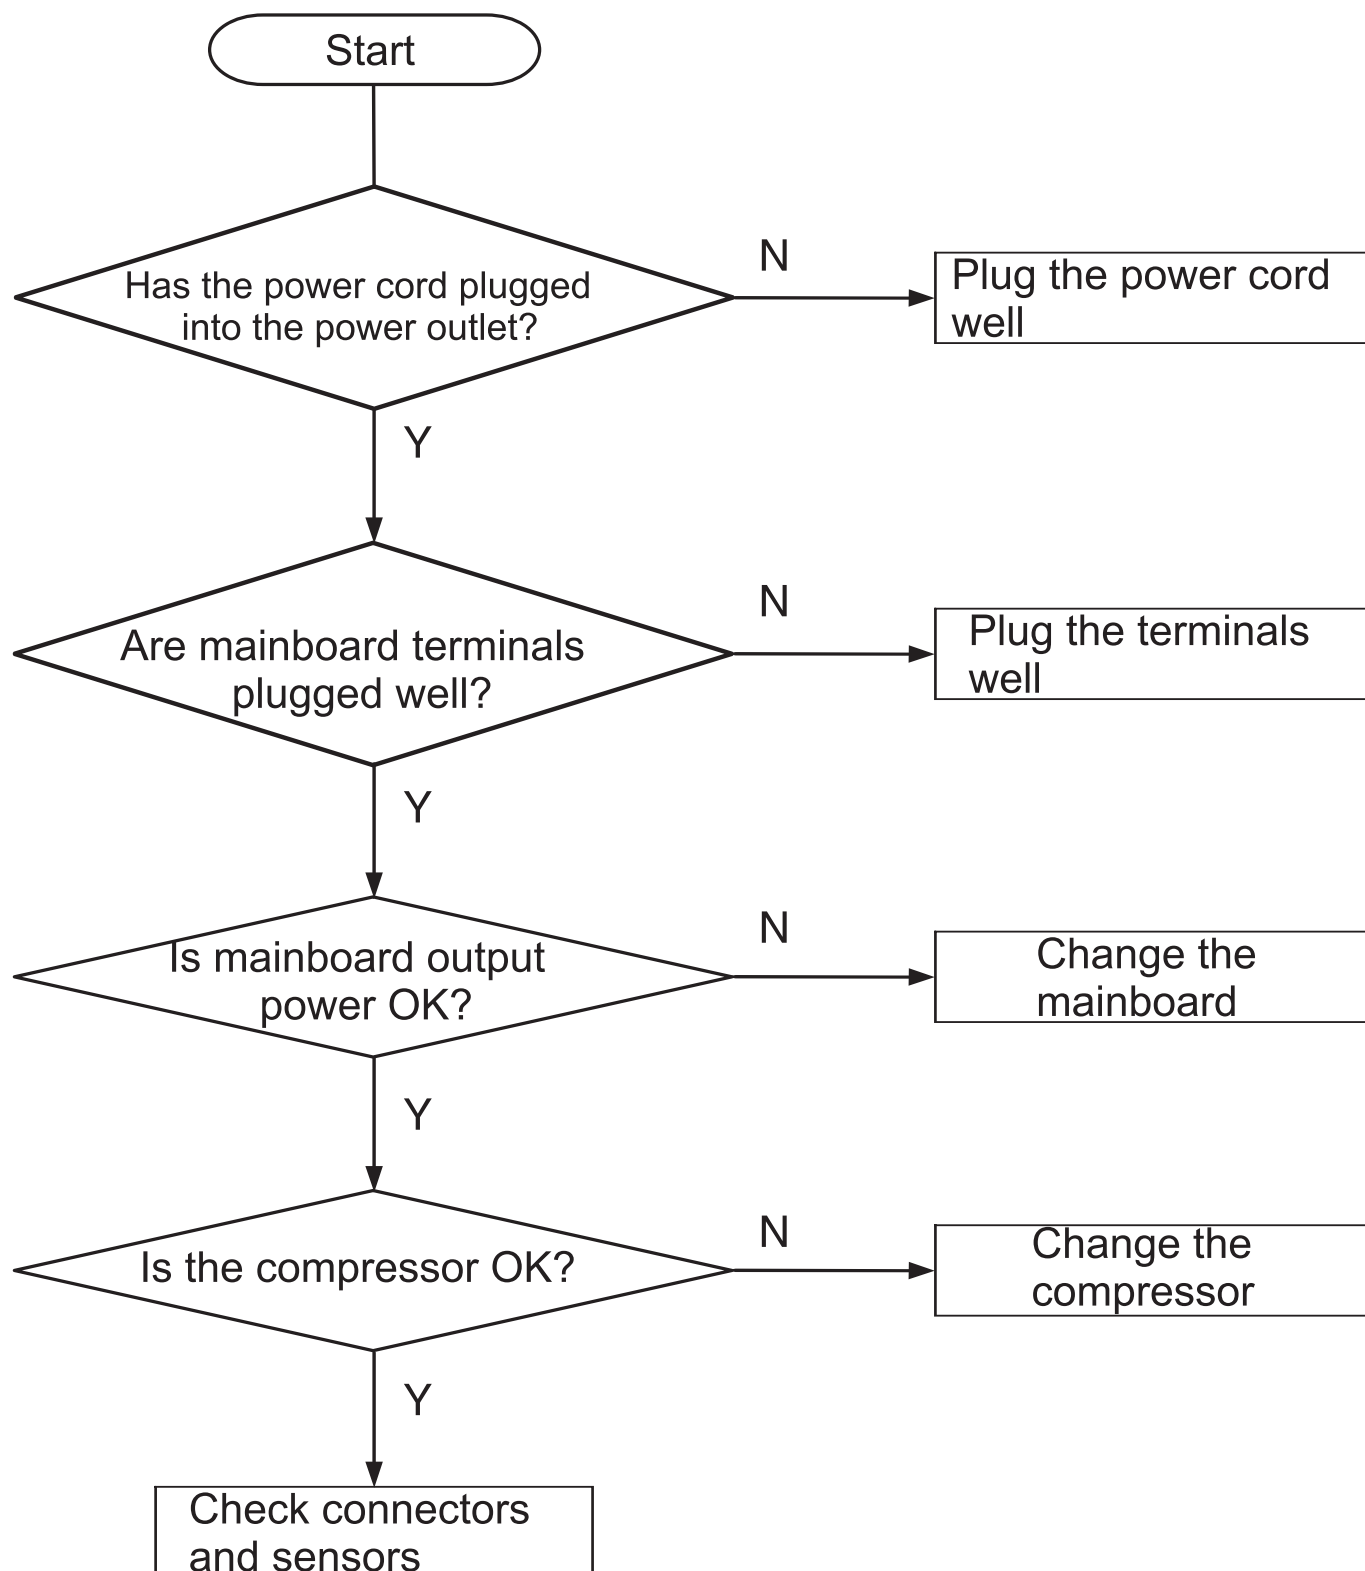 Start
Has the power cord plugged
into the power outlet?
N
Plug the power cord
well
Y
Are mainboard terminals
plugged well?
N
Plug the terminals
well
Y
Is mainboard output
power OK?
N
Change the
mainboard
Y
Is the compressor OK?
N
Change the
compressor
Y
Check connectors
and sensors